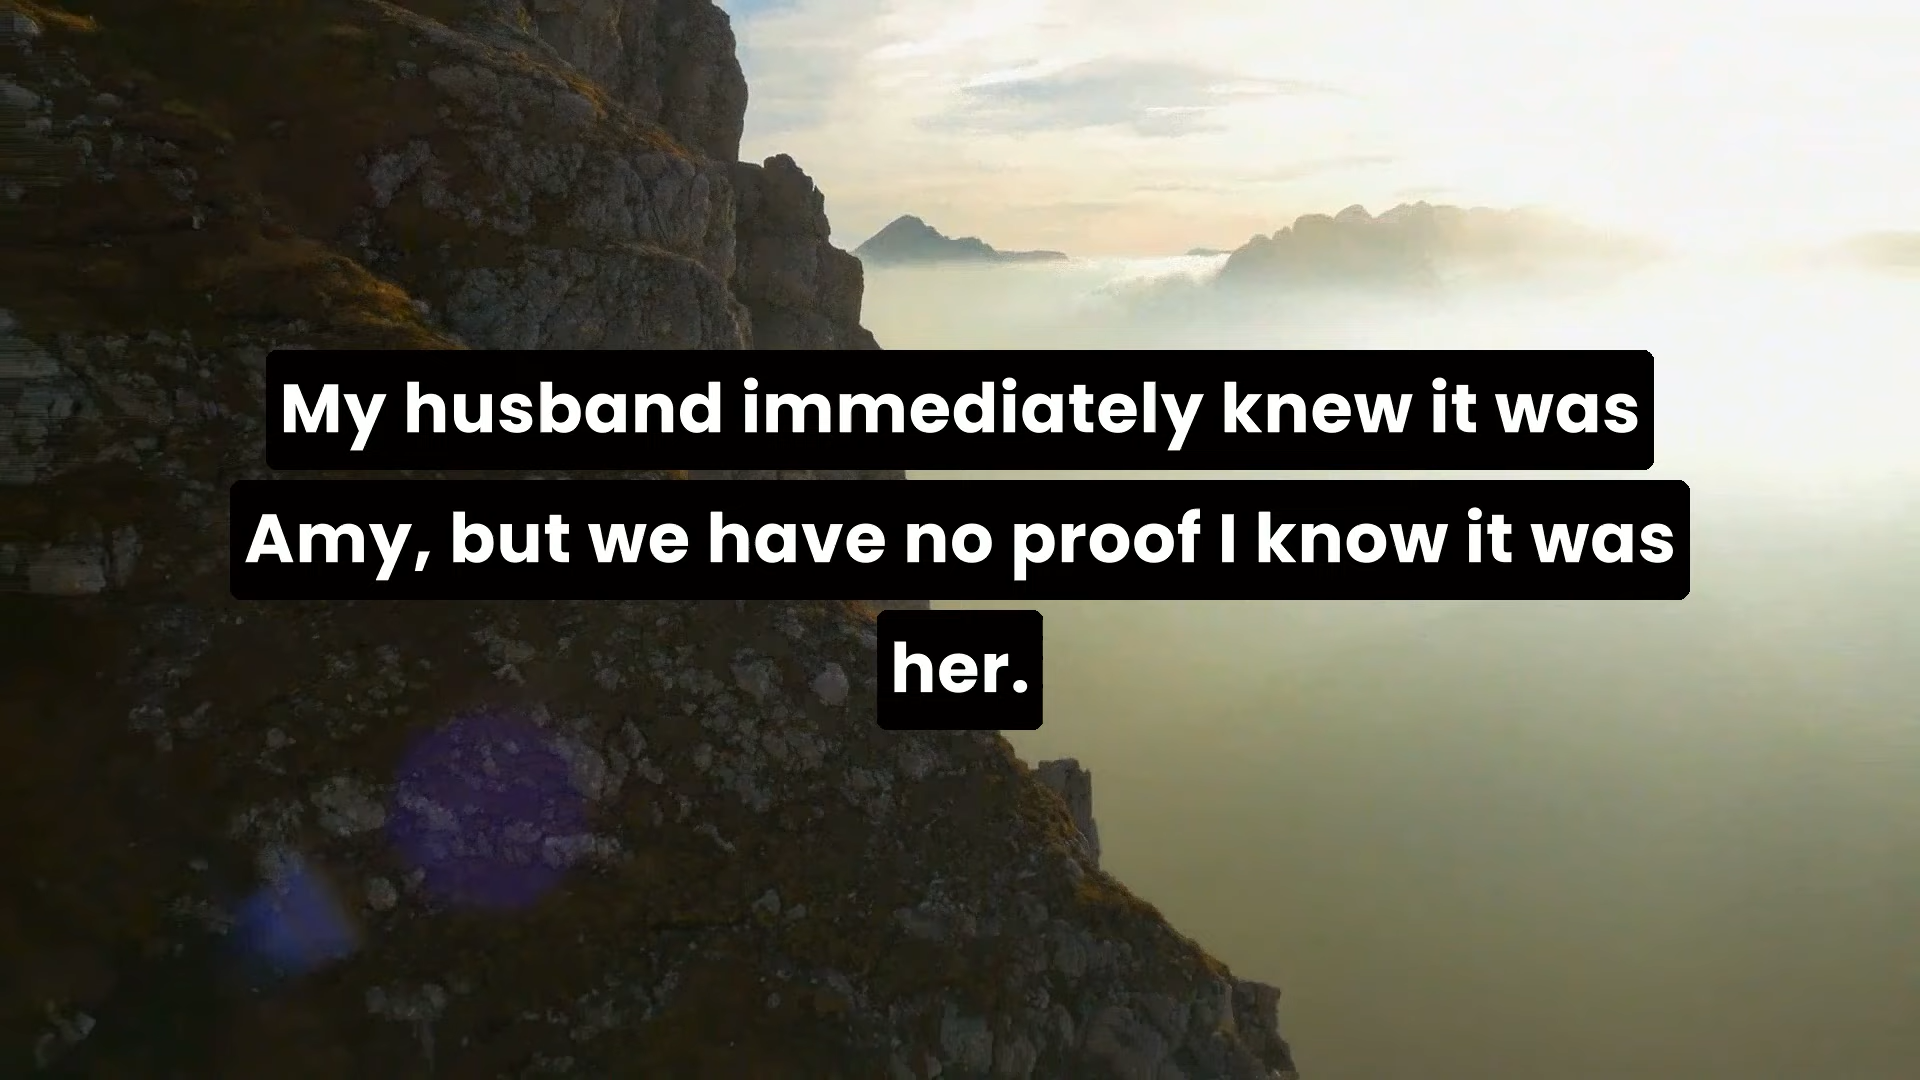 My husband immediately knew it was
Amy, but we have no proof I know it was
her.